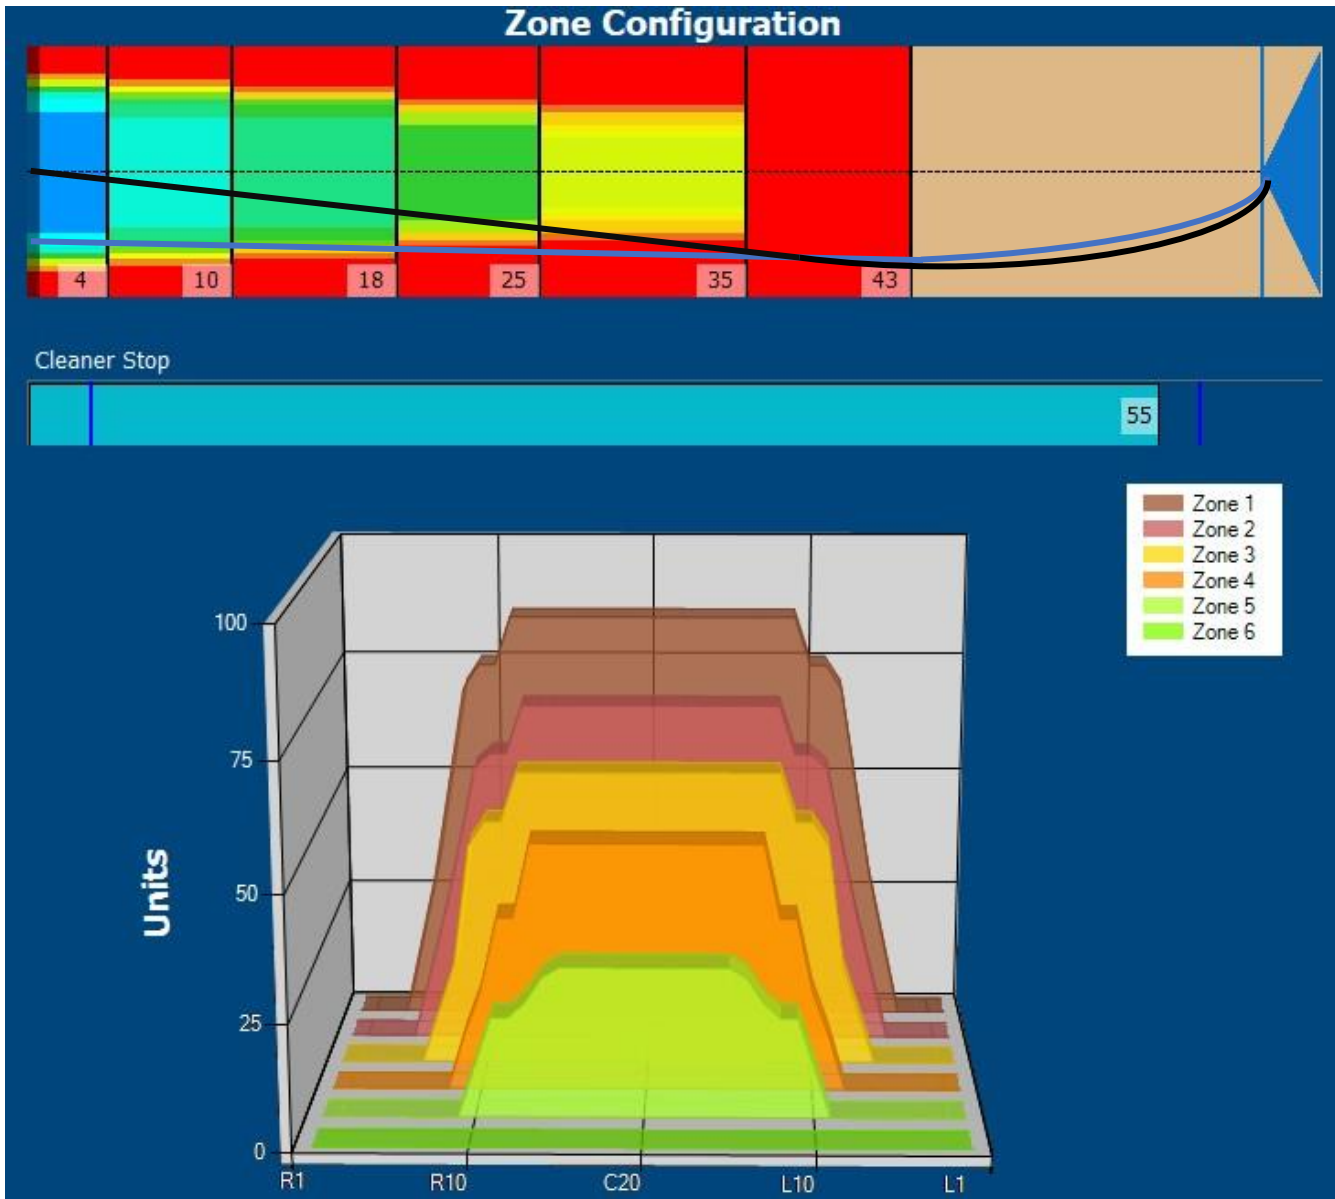 Zone Configuration
4 10 18 25 35 43
Cleaner Stop
55
Zone 1
Zone 2
Zone 3
Zone 4
Zone 5
Zone 6
100
75
50
25
0
Units
R1 R10 C20 L10 L1